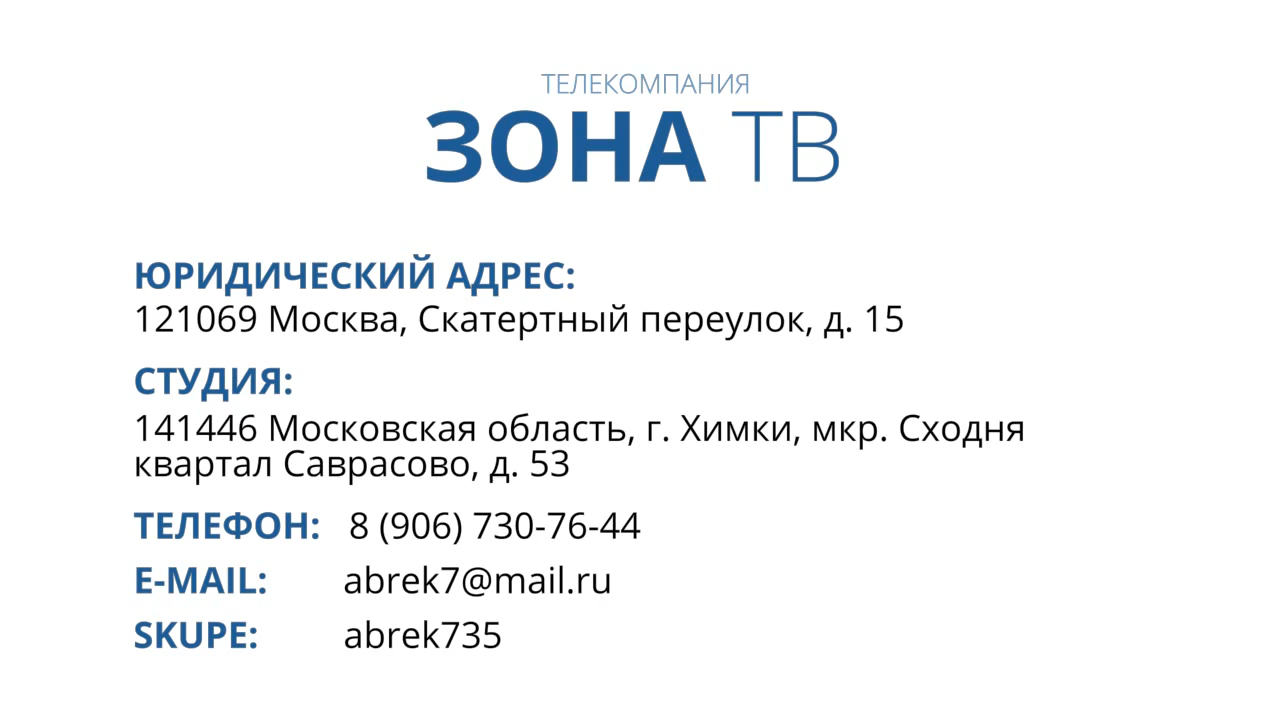 ТЕЛЕКОМПАНИЯ
ЗОНА ТВ
ЮРИДИЧЕСКИЙ АДРЕС:
121069 Москва, Скатертный переулок, д. 15
СТУДИЯ:
141446 Московская область, г. Химки, мкр. Сходня
квартал Саврасово, д. 53
ТЕЛЕФОН: 8 (906) 730-76-44
E-MAIL: abrek7@mail.ru
SKUPE: abrek735